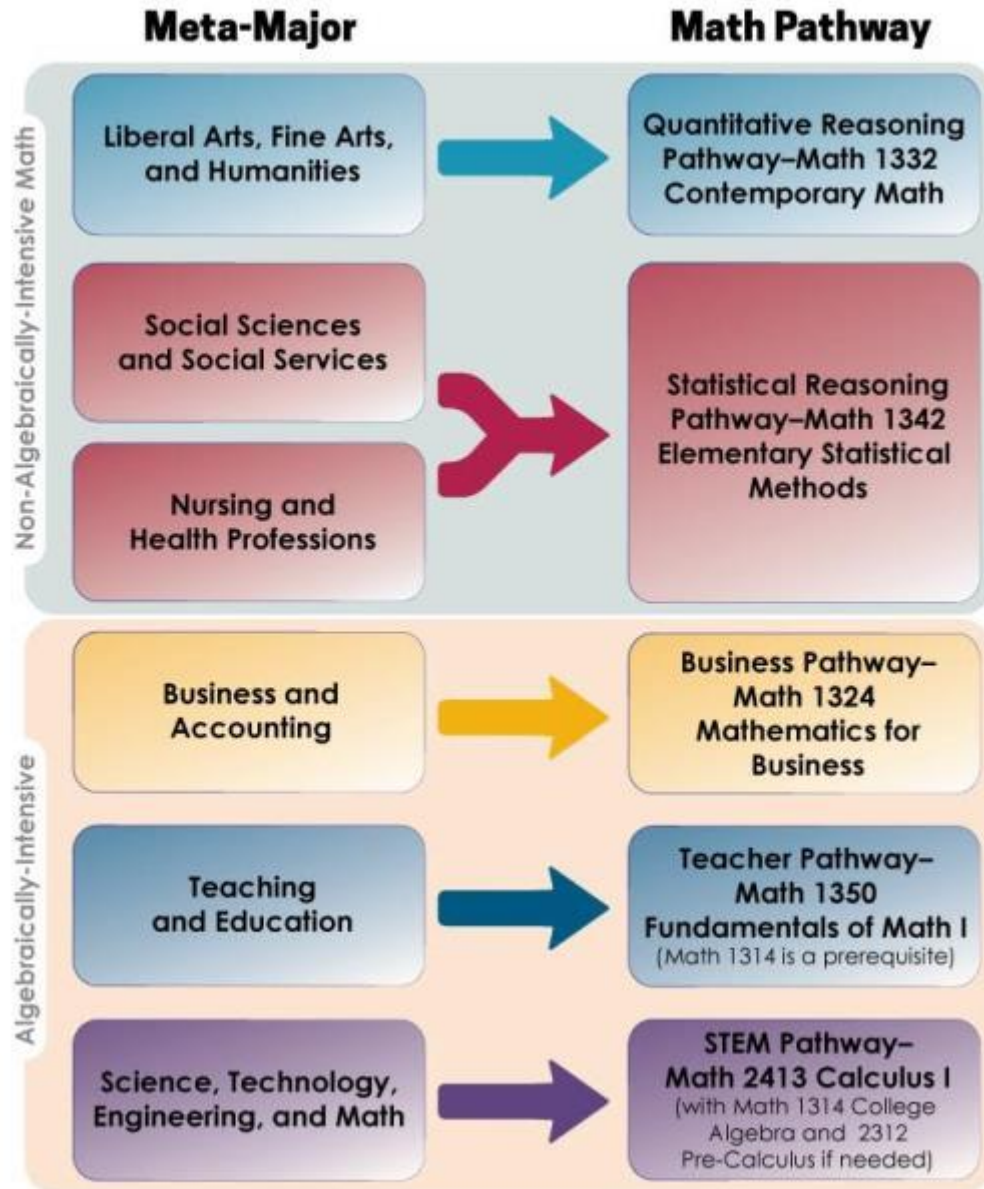 Meta-Major
Math Pathway
Non-Algebraically-Intensive Math
Liberal Arts, Fine Arts,
and Humanities
Quantitative Reasoning
Pathway–Math 1332
Contemporary Math
Social Sciences
and Social Services
Nursing and
Health Professions
Statistical Reasoning
Pathway–Math 1342
Elementary Statistical
Methods
Algebraically-Intensive
Business and
Accounting
Business Pathway–
Math 1324
Mathematics for
Business
Teaching
and Education
Teacher Pathway–
Math 1350
Fundamentals of Math I
(Math 1314 is a prerequisite)
Science, Technology,
Engineering, and Math
STEM Pathway–
Math 2413 Calculus I
(with Math 1314 College
Algebra and 2312
Pre-Calculus if needed)